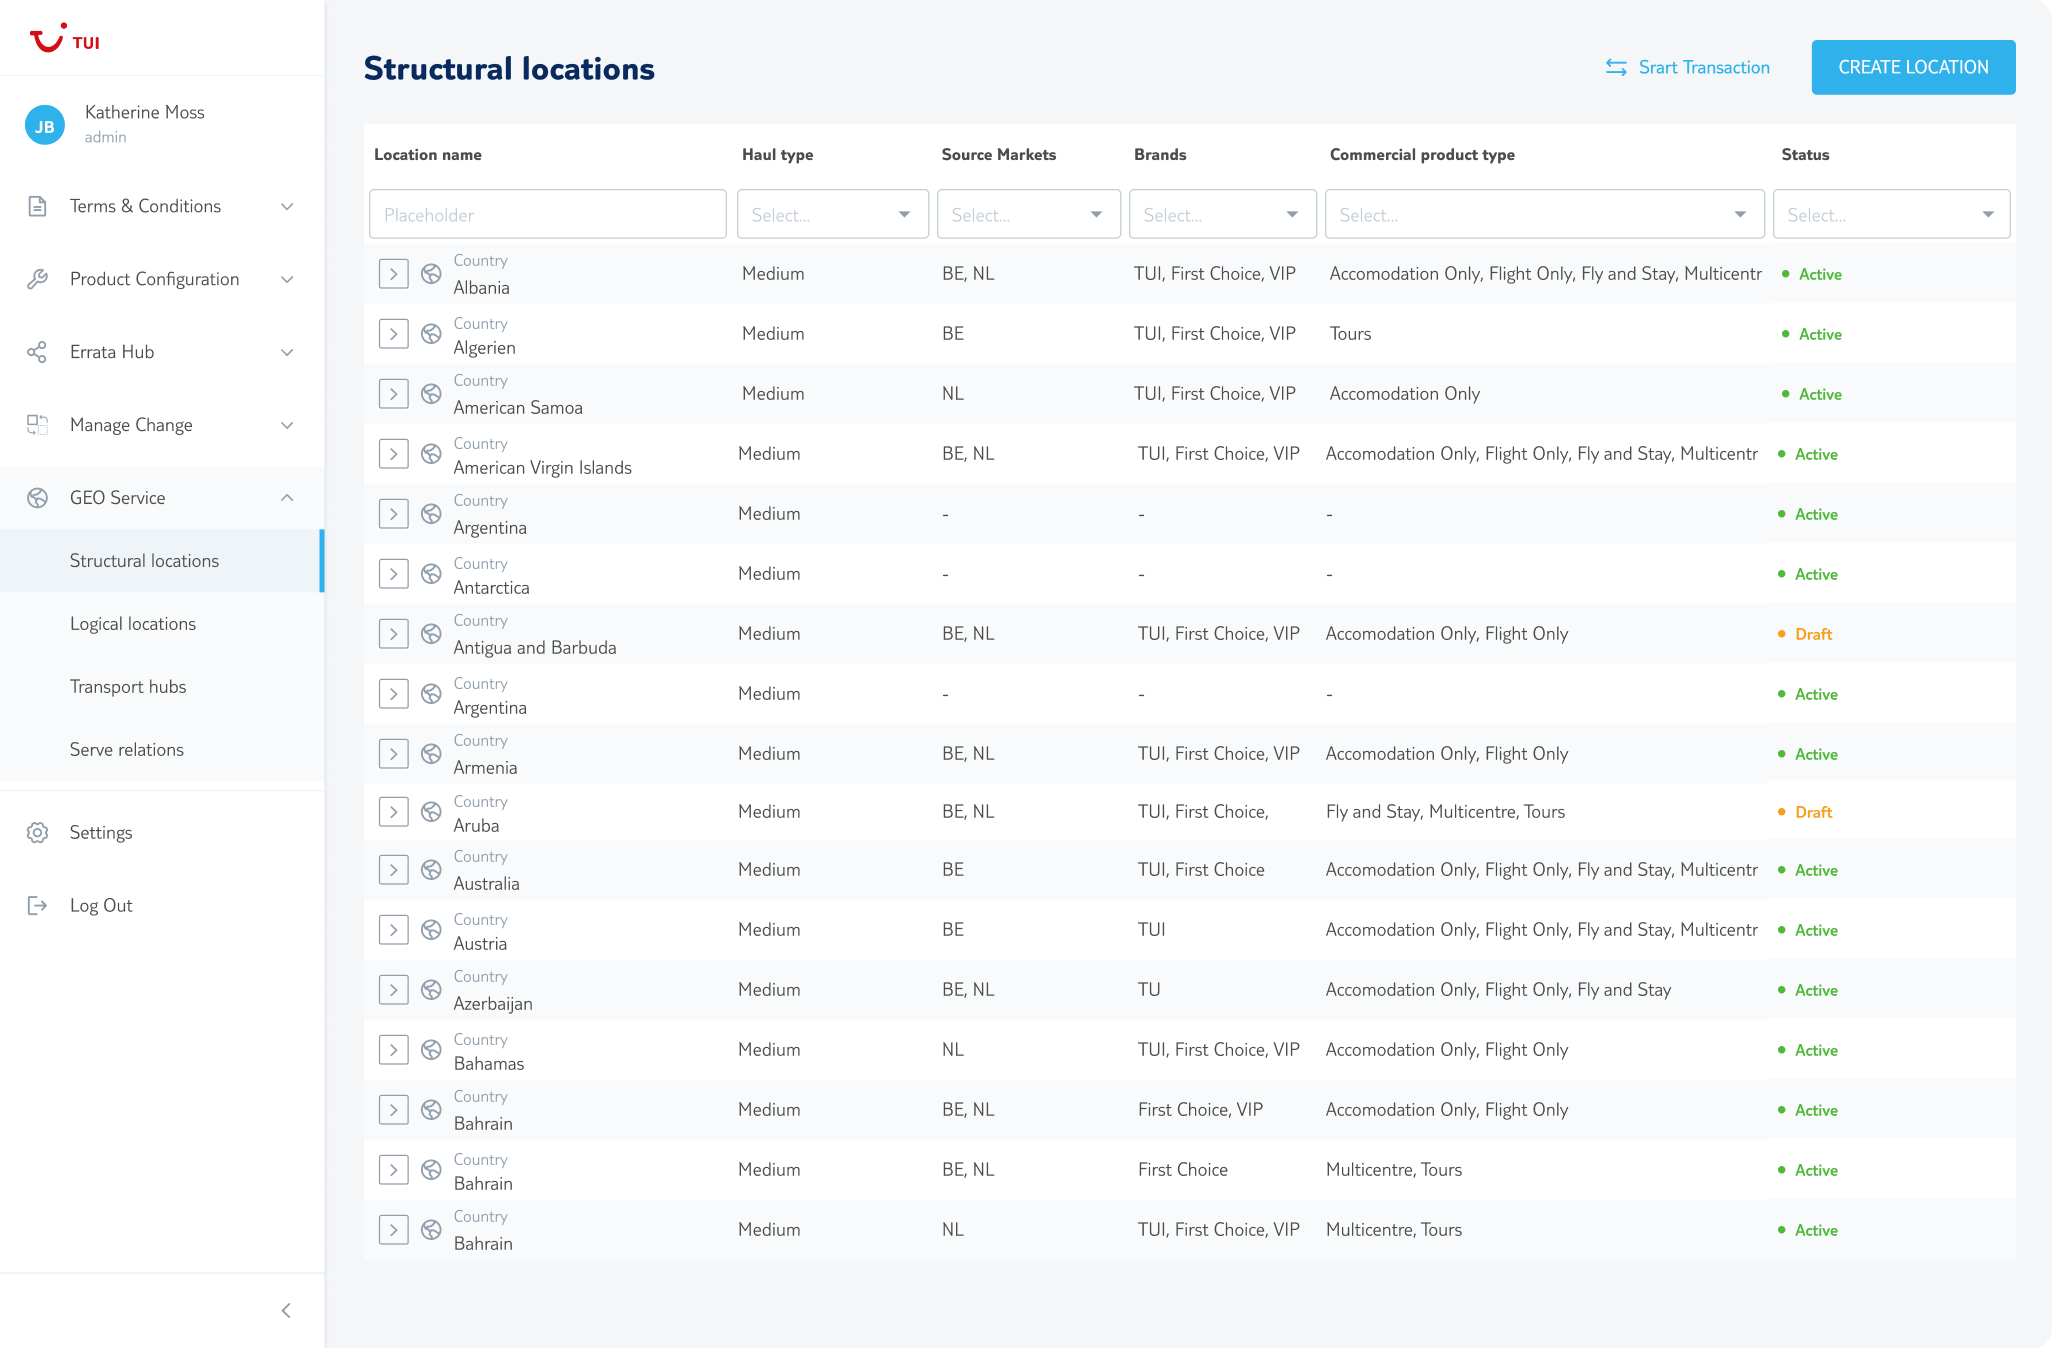 TUI
JB
Katherine Moss
admin
Terms & Conditions
Product Configuration
Errata Hub
Manage Change
GEO Service
Structural locations
Logical locations
Transport hubs
Serve relations
Settings
Log Out
Structural locations
Srart Transaction
CREATE LOCATION
Location name Haul type Source Markets Brands Commercial product type Status
Placeholder Select... Select... Select... Select... Select...
Country
Albania Medium BE, NL TUI, First Choice, VIP Accomodation Only, Flight Only, Fly and Stay, Multicentr Active
Country
Algerien Medium BE TUI, First Choice, VIP Tours Active
Country
American Samoa Medium NL TUI, First Choice, VIP Accomodation Only Active
Country
American Virgin Islands Medium BE, NL TUI, First Choice, VIP Accomodation Only, Flight Only, Fly and Stay, Multicentr Active
Country
Argentina Medium - - - Active
Country
Antarctica Medium - - - Active
Country
Antigua and Barbuda Medium BE, NL TUI, First Choice, VIP Accomodation Only, Flight Only Draft
Country
Argentina Medium - - - Active
Country
Armenia Medium BE, NL TUI, First Choice, VIP Accomodation Only, Flight Only Active
Country
Aruba Medium BE, NL TUI, First Choice, Fly and Stay, Multicentre, Tours Draft
Country
Australia Medium BE TUI, First Choice Accomodation Only, Flight Only, Fly and Stay, Multicentr Active
Country
Austria Medium BE TUI Accomodation Only, Flight Only, Fly and Stay, Multicentr Active
Country
Azerbaijan Medium BE, NL TU Accomodation Only, Flight Only, Fly and Stay Active
Country
Bahamas Medium NL TUI, First Choice, VIP Accomodation Only, Flight Only Active
Country
Bahrain Medium BE, NL First Choice, VIP Accomodation Only, Flight Only Active
Country
Bahrain Medium BE, NL First Choice Multicentre, Tours Active
Country
Bahrain Medium NL TUI, First Choice, VIP Multicentre, Tours Active